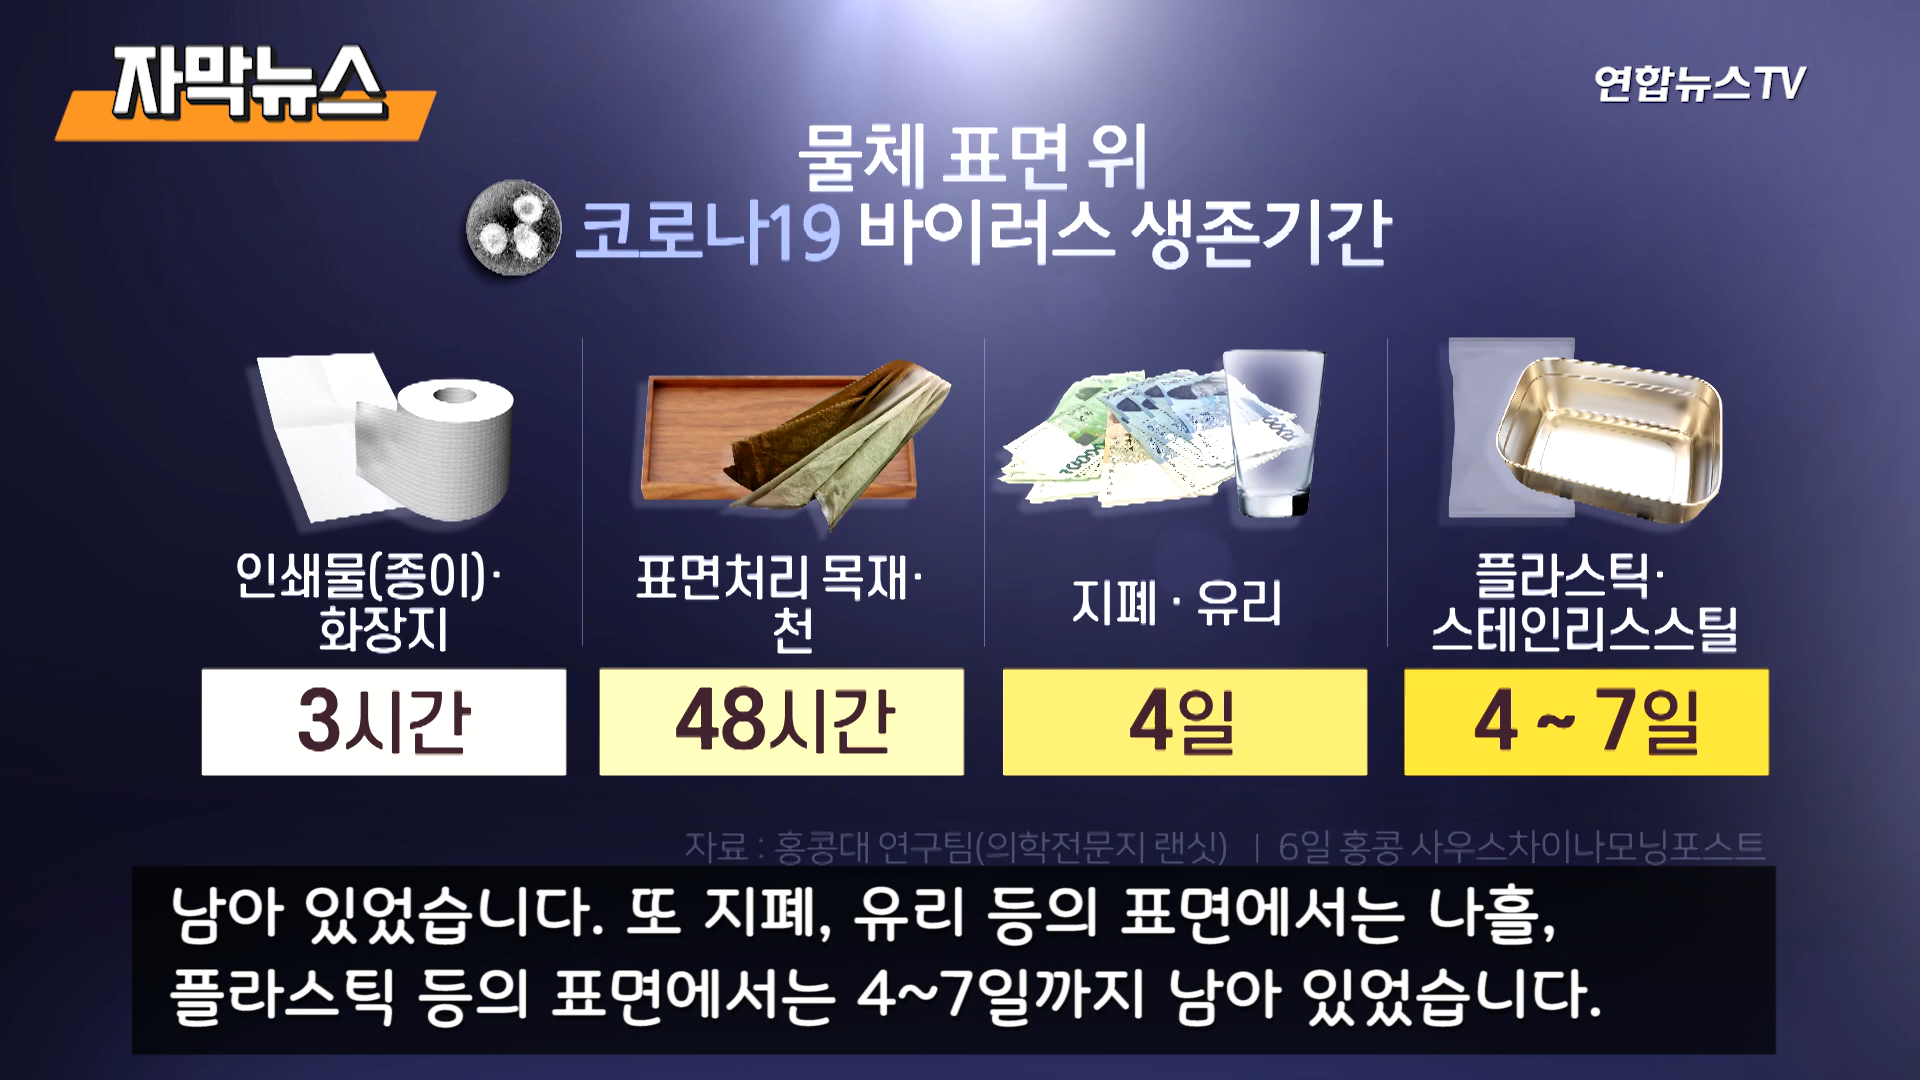 자막뉴스
연합뉴스TV
물체 표면 위
코로나19 바이러스 생존기간
인쇄물(종이)·
화장지
3시간
표면처리 목재·
천
48시간
지폐 · 유리
4일
플라스틱·
스테인리스스틸
4 ~ 7일
자료 : 홍콩대 연구팀(의학전문지 랜싯) ㅣ 6일 홍콩 사우스차이나모닝포스트
남아 있었습니다. 또 지폐, 유리 등의 표면에서는 나흘,
플라스틱 등의 표면에서는 4~7일까지 남아 있었습니다.